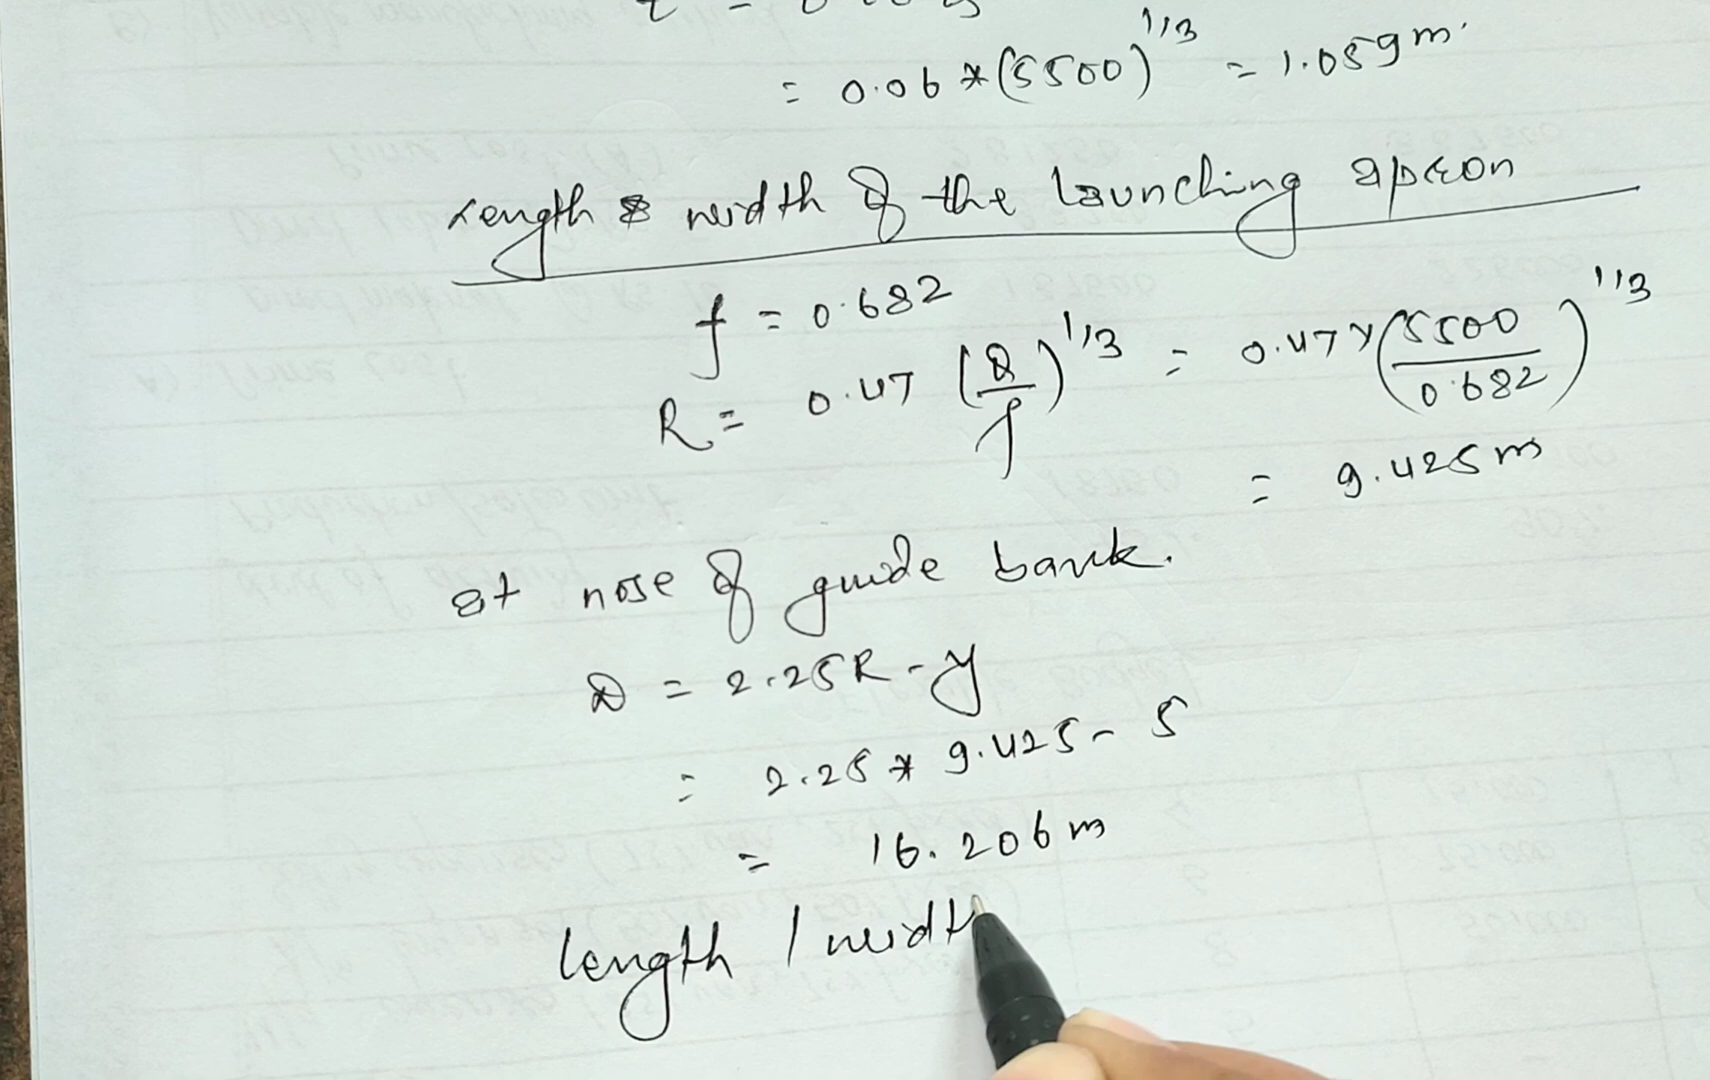 = 0.06 * (5500)^1/3 = 1.059m.
Length & width of the launching apron
f = 0.682
R = 0.47 (Q/f)^1/3 = 0.47 × (5500/0.682)^1/3
= 9.425 m
at nose of guide bank.
D = 2.25R - y
= 2.25 * 9.425 - 5
= 16.206 m
length / width